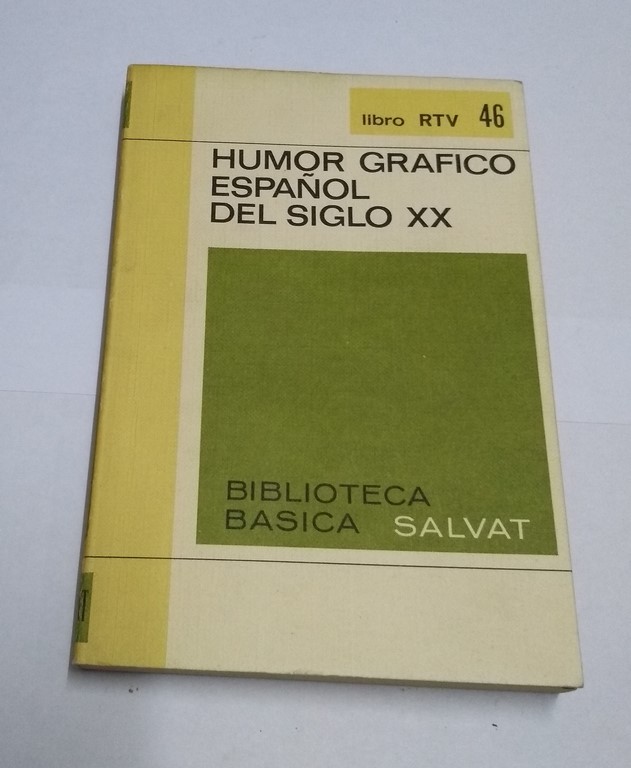 libro RTV 46
HUMOR GRAFICO
ESPAÑOL
DEL SIGLO XX
BIBLIOTECA
BASICA SALVAT